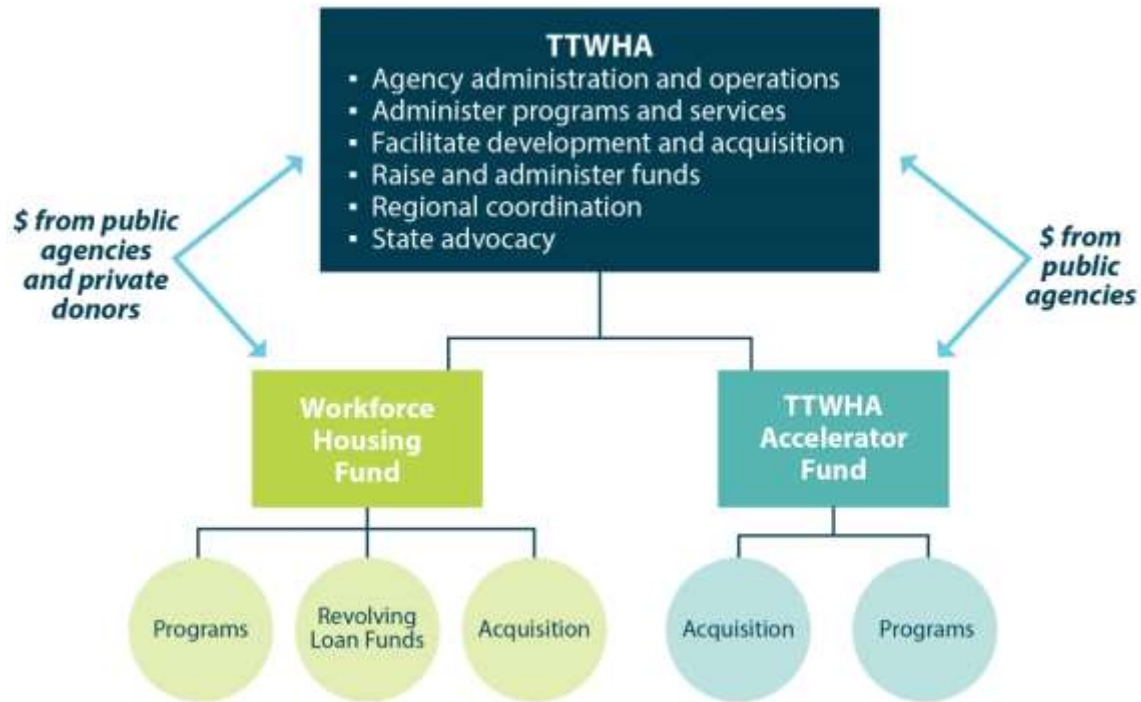 TTWHA
▪ Agency administration and operations
▪ Administer programs and services
▪ Facilitate development and acquisition
▪ Raise and administer funds
▪ Regional coordination
▪ State advocacy
$ from public
agencies
and private
donors
$ from
public
agencies
Workforce
Housing
Fund
TTWHA
Accelerator
Fund
Programs
Revolving
Loan Funds
Acquisition
Acquisition
Programs